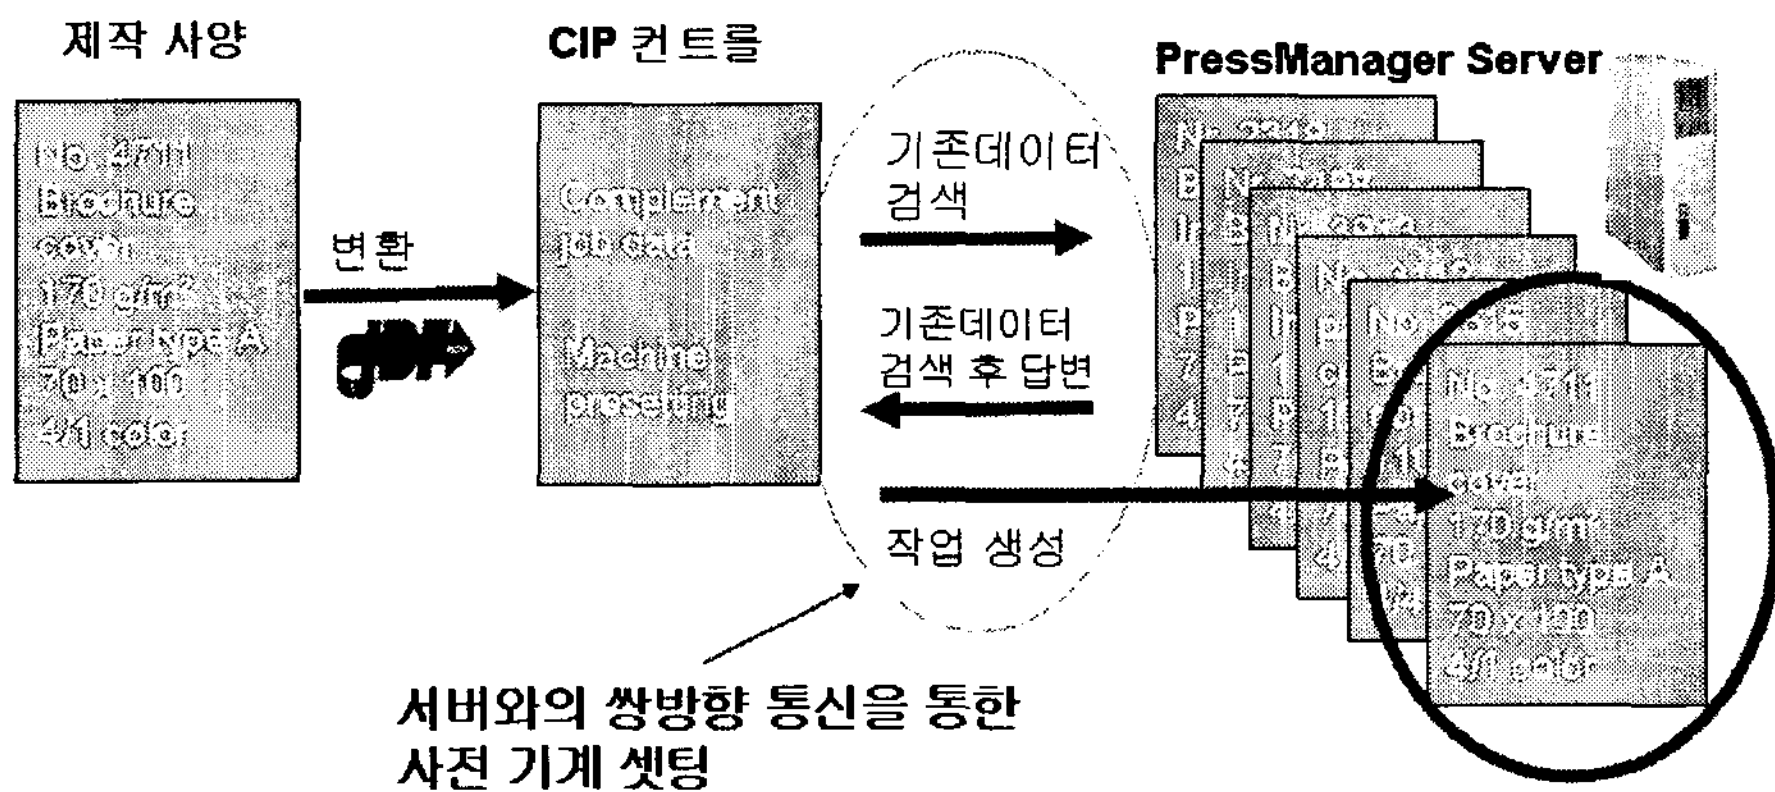 제작 사양
No. 4711
Brochure
cover
170 g/m²
Paper type A
70 x 100
4/1 color
변환
JDF
CIP 컨트롤
Complement
job data
Machine
presetting
기존데이터
검색
기존데이터
검색 후 답변
작업 생성
서버와의 쌍방향 통신을 통한
사전 기계 셋팅
PressManager Server
No. 4711
Brochure
cover
170 g/m²
Paper type A
70 x 100
4/1 color